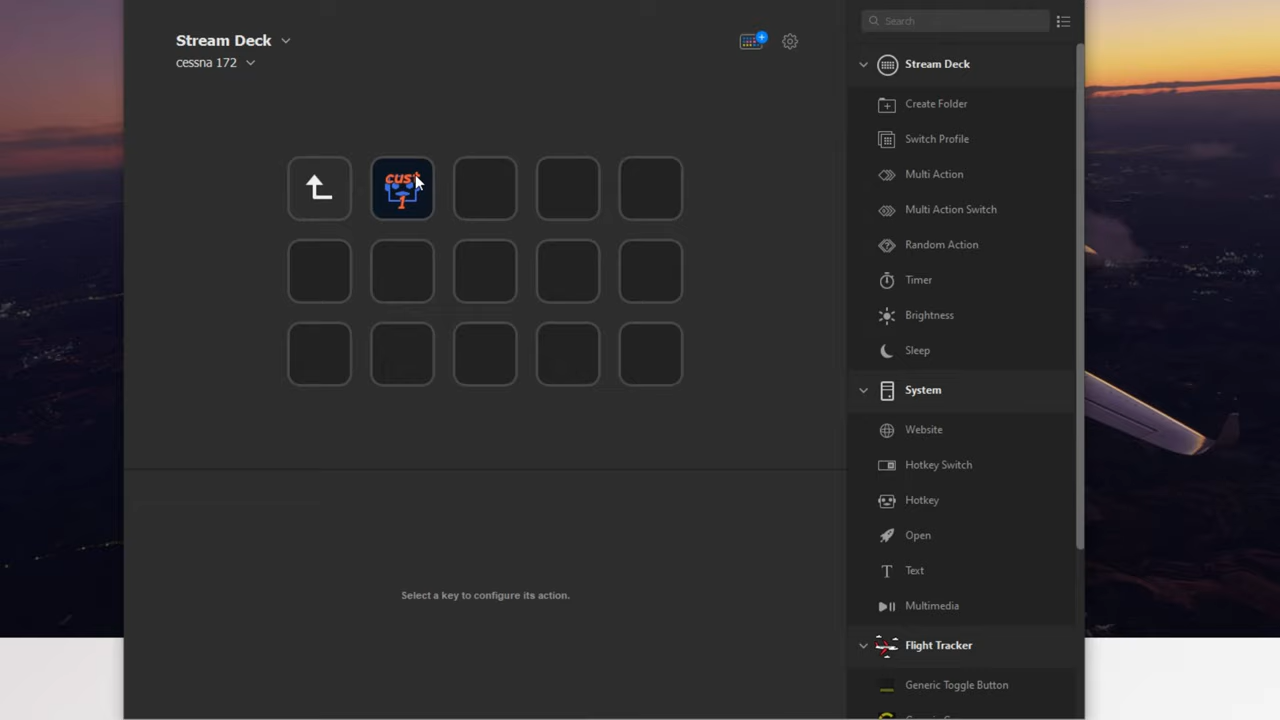 Stream Deck
cessna 172
cust
1
Select a key to configure its action.
Search
Stream Deck
Create Folder
Switch Profile
Multi Action
Multi Action Switch
Random Action
Timer
Brightness
Sleep
System
Website
Hotkey Switch
Hotkey
Open
Text
Multimedia
Flight Tracker
Generic Toggle Button